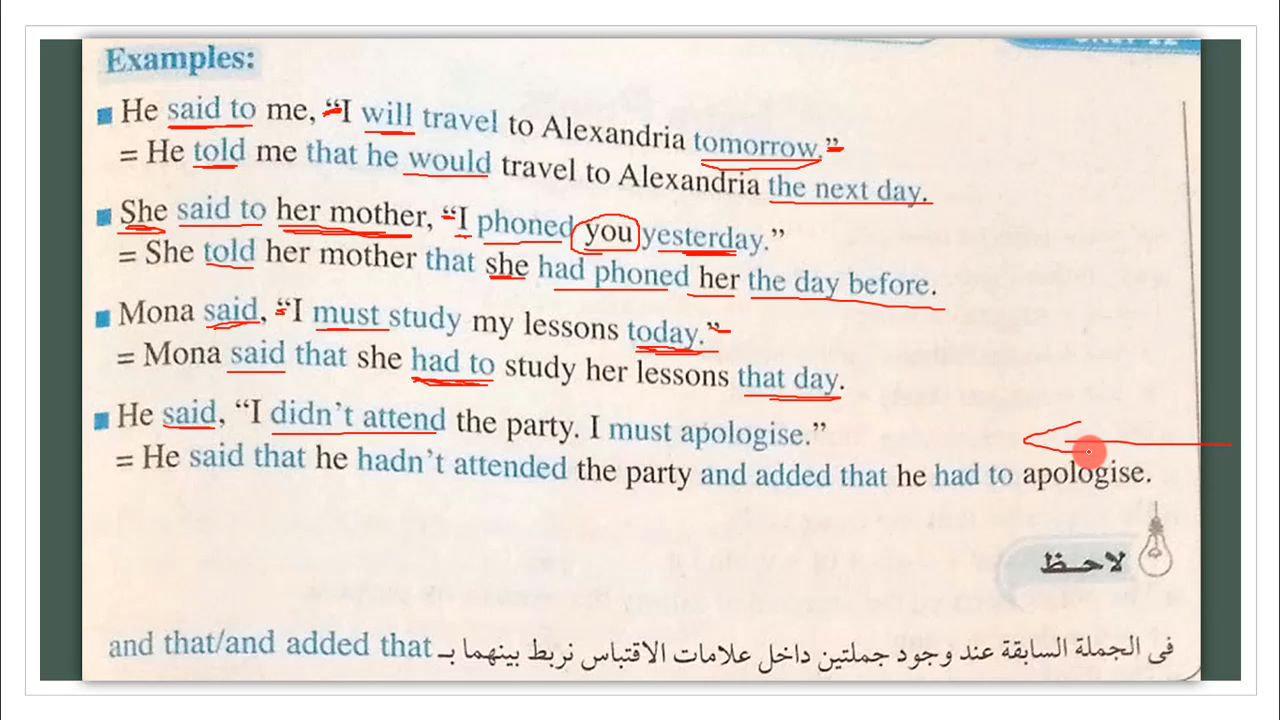 Examples:
■ He said to me, “I will travel to Alexandria tomorrow.”
= He told me that he would travel to Alexandria the next day.
■ She said to her mother, “I phoned you yesterday.”
= She told her mother that she had phoned her the day before.
■ Mona said, “I must study my lessons today.”
= Mona said that she had to study her lessons that day.
■ He said, “I didn’t attend the party. I must apologise.”
= He said that he hadn’t attended the party and added that he had to apologise.
لاحظ
فى الجملة السابقة عند وجود جملتين داخل علامات الاقتباس نربط بينهما بـ and that/and added that